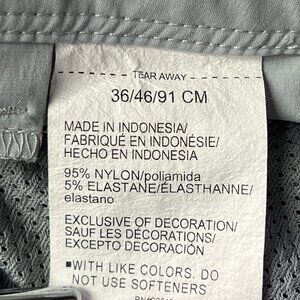 TEAR AWAY
36/46/91 CM
MADE IN INDONESIA/
FABRIQUÉ EN INDONÉSIE/
HECHO EN INDONESIA
95% NYLON/poliamida
5% ELASTANE/ÉLASTHANNE/
elastano
EXCLUSIVE OF DECORATION/
SAUF LES DÉCORATIONS/
EXCEPTO DECORACIÓN
■WITH LIKE COLORS. DO
NOT USE SOFTENERS